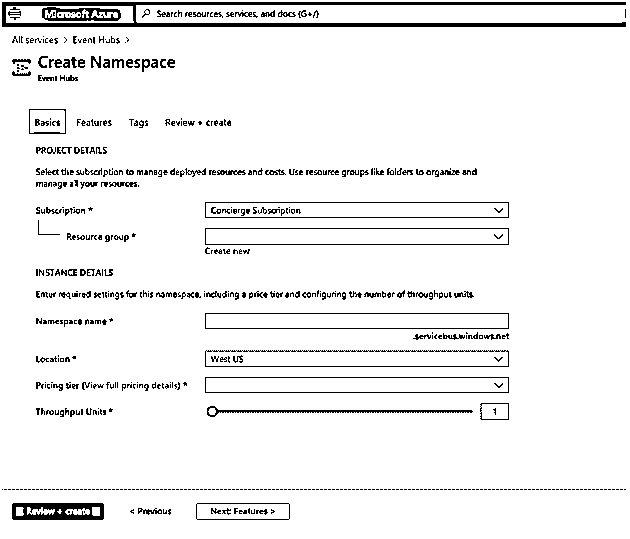 Microsoft Azure
Search resources, services, and docs (G+/)
All services > Event Hubs >
Create Namespace
Event Hubs
Basics Features Tags Review + create
PROJECT DETAILS
Select the subscription to manage deployed resources and costs. Use resource groups like folders to organize and
manage all your resources.
Subscription * Concierge Subscription
Resource group *
Create new
INSTANCE DETAILS
Enter required settings for this namespace, including a price tier and configuring the number of throughput units.
Namespace name *
.servicebus.windows.net
Location * West US
Pricing tier (View full pricing details) *
Throughput Units * 1
Review + create < Previous Next: Features >